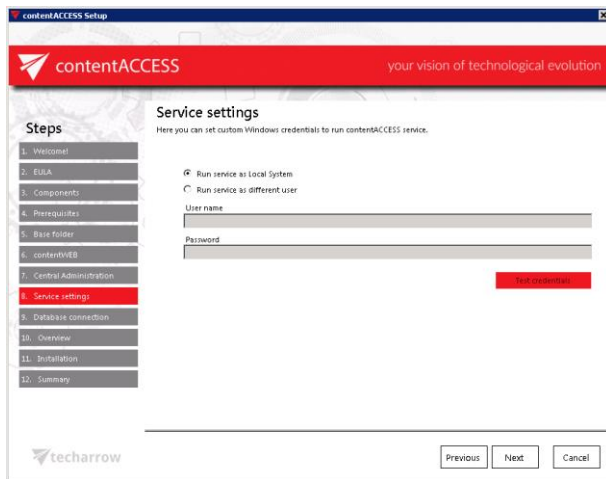 contentACCESS Setup
contentACCESS
your vision of technological evolution
Steps
1. Welcome!
2. EULA
3. Components
4. Prerequisites
5. Base folder
6. contentWEB
7. Central Administration
8. Service settings
9. Database connection
10. Overview
11. Installation
12. Summary
Service settings
Here you can set custom Windows credentials to run contentACCESS service.
Run service as Local System
Run service as different user
User name
Password
Test credentials
techarrow
Previous
Next
Cancel